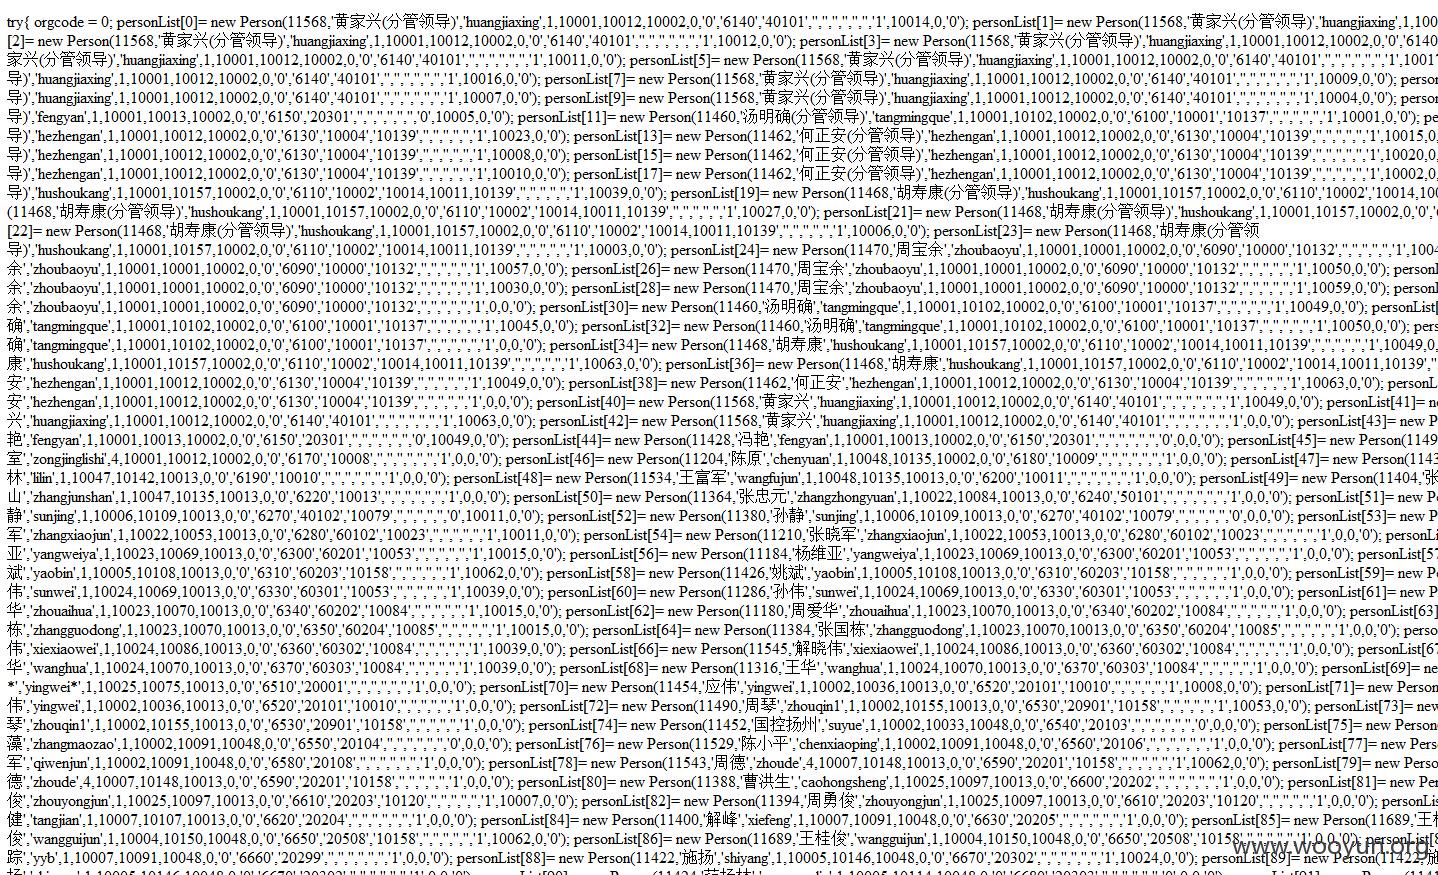 try{ orgcode = 0; personList[0]= new Person(11568,'黄家兴(分管领导)','huangjiaxing',1,10001,10012,10002,0,'0','6140','40101','','','','','','','1',10014,0,'0'); personList[1]= new Person(11568,'黄家兴(分管领导)','huangjiaxing',1,10001,10012,10002,0,'0','6140','40101','','','','','','','1',100
[2]= new Person(11568,'黄家兴(分管领导)','huangjiaxing',1,10001,10012,10002,0,'0','6140','40101','','','','','','','1',10012,0,'0'); personList[3]= new Person(11568,'黄家兴(分管领导)','huangjiaxing',1,10001,10012,10002,0,'0','6140
家兴(分管领导)','huangjiaxing',1,10001,10012,10002,0,'0','6140','40101','','','','','','','1',10011,0,'0'); personList[5]= new Person(11568,'黄家兴(分管领导)','huangjiaxing',1,10001,10012,10002,0,'0','6140','40101','','','','','','','1',1001
导)','huangjiaxing',1,10001,10012,10002,0,'0','6140','40101','','','','','','','1',10016,0,'0'); personList[7]= new Person(11568,'黄家兴(分管领导)','huangjiaxing',1,10001,10012,10002,0,'0','6140','40101','','','','','','','1',10009,0,'0'); person
导)','huangjiaxing',1,10001,10012,10002,0,'0','6140','40101','','','','','','','1',10007,0,'0'); personList[9]= new Person(11568,'黄家兴(分管领导)','huangjiaxing',1,10001,10012,10002,0,'0','6140','40101','','','','','','','1',10004,0,'0'); person
导)','fengyan',1,10001,10013,10002,0,'0','6150','20301','','','','','','','0',10005,0,'0'); personList[11]= new Person(11460,'汤明确(分管领导)','tangmingque',1,10001,10102,10002,0,'0','6100','10001','10137','','','','','','1',10001,0,'0'); pe
导)','hezhengan',1,10001,10012,10002,0,'0','6130','10004','10139','','','','','','1',10023,0,'0'); personList[13]= new Person(11462,'何正安(分管领导)','hezhengan',1,10001,10012,10002,0,'0','6130','10004','10139','','','','','','1',10015,0,
导)','hezhengan',1,10001,10012,10002,0,'0','6130','10004','10139','','','','','','1',10008,0,'0'); personList[15]= new Person(11462,'何正安(分管领导)','hezhengan',1,10001,10012,10002,0,'0','6130','10004','10139','','','','','','1',10020,0,
导)','hezhengan',1,10001,10012,10002,0,'0','6130','10004','10139','','','','','','1',10010,0,'0'); personList[17]= new Person(11462,'何正安(分管领导)','hezhengan',1,10001,10012,10002,0,'0','6130','10004','10139','','','','','','1',10002,0,
导)','hushoukang',1,10001,10157,10002,0,'0','6110','10002','10014,10011,10139','','','','','','1',10039,0,'0'); personList[19]= new Person(11468,'胡寿康(分管领导)','hushoukang',1,10001,10157,10002,0,'0','6110','10002','10014,100
(11468,'胡寿康(分管领导)','hushoukang',1,10001,10157,10002,0,'0','6110','10002','10014,10011,10139','','','','','','1',10027,0,'0'); personList[21]= new Person(11468,'胡寿康(分管领导)','hushoukang',1,10001,10157,10002,0,'0','6
[22]= new Person(11468,'胡寿康(分管领导)','hushoukang',1,10001,10157,10002,0,'0','6110','10002','10014,10011,10139','','','','','','1',10006,0,'0'); personList[23]= new Person(11468,'胡寿康(分管领
导)','hushoukang',1,10001,10157,10002,0,'0','6110','10002','10014,10011,10139','','','','','','1',10003,0,'0'); personList[24]= new Person(11470,'周宝余','zhoubaoyu',1,10001,10001,10002,0,'0','6090','10000','10132','','','','','','1',1004
余','zhoubaoyu',1,10001,10001,10002,0,'0','6090','10000','10132','','','','','','1',10057,0,'0'); personList[26]= new Person(11470,'周宝余','zhoubaoyu',1,10001,10001,10002,0,'0','6090','10000','10132','','','','','','1',10050,0,'0'); personL
余','zhoubaoyu',1,10001,10001,10002,0,'0','6090','10000','10132','','','','','','1',10030,0,'0'); personList[28]= new Person(11470,'周宝余','zhoubaoyu',1,10001,10001,10002,0,'0','6090','10000','10132','','','','','','1',10059,0,'0'); personL
余','zhoubaoyu',1,10001,10001,10002,0,'0','6090','10000','10132','','','','','','1',0,0,'0'); personList[30]= new Person(11460,'汤明确','tangmingque',1,10001,10102,10002,0,'0','6100','10001','10137','','','','','','1',10049,0,'0'); personList[
确','tangmingque',1,10001,10102,10002,0,'0','6100','10001','10137','','','','','','1',10045,0,'0'); personList[32]= new Person(11460,'汤明确','tangmingque',1,10001,10102,10002,0,'0','6100','10001','10137','','','','','','1',10050,0,'0'); pers
确','tangmingque',1,10001,10102,10002,0,'0','6100','10001','10137','','','','','','1',0,0,'0'); personList[34]= new Person(11468,'胡寿康','hushoukang',1,10001,10157,10002,0,'0','6110','10002','10014,10011,10139','','','','','','1',10049,0,
康','hushoukang',1,10001,10157,10002,0,'0','6110','10002','10014,10011,10139','','','','','','1',10063,0,'0'); personList[36]= new Person(11468,'胡寿康','hushoukang',1,10001,10157,10002,0,'0','6110','10002','10014,10011,10139','
安','hezhengan',1,10001,10012,10002,0,'0','6130','10004','10139','','','','','','1',10049,0,'0'); personList[38]= new Person(11462,'何正安','hezhengan',1,10001,10012,10002,0,'0','6130','10004','10139','','','','','','1',10063,0,'0'); personL
安','hezhengan',1,10001,10012,10002,0,'0','6130','10004','10139','','','','','','1',0,0,'0'); personList[40]= new Person(11568,'黄家兴','huangjiaxing',1,10001,10012,10002,0,'0','6140','40101','','','','','','','1',10049,0,'0'); personList[41]= n
兴','huangjiaxing',1,10001,10012,10002,0,'0','6140','40101','','','','','','','1',10063,0,'0'); personList[42]= new Person(11568,'黄家兴','huangjiaxing',1,10001,10012,10002,0,'0','6140','40101','','','','','','','1',0,0,'0'); personList[43]= new P
艳','fengyan',1,10001,10013,10002,0,'0','6150','20301','','','','','','','0',10049,0,'0'); personList[44]= new Person(11428,'冯艳','fengyan',1,10001,10013,10002,0,'0','6150','20301','','','','','','','0',0,0,'0'); personList[45]= new Person(1149
室','zongjinglishi',4,10001,10012,10002,0,'0','6170','10008','','','','','','','1',0,0,'0'); personList[46]= new Person(11204,'陈原','chenyuan',1,10048,10135,10002,0,'0','6180','10009','','','','','','','1',0,0,'0'); personList[47]= new Person(1143
林','lilin',1,10047,10142,10013,0,'0','6190','10010','','','','','','','1',0,0,'0'); personList[48]= new Person(11534,'王富军','wangfujun',1,10048,10135,10013,0,'0','6200','10011','','','','','','','1',0,0,'0'); personList[49]= new Person(11404,'张
山','zhangjunshan',1,10047,10135,10013,0,'0','6220','10013','','','','','','','1',0,0,'0'); personList[50]= new Person(11364,'张忠元','zhangzhongyuan',1,10022,10084,10013,0,'0','6240','50101','','','','','','','1',0,0,'0'); personList[51]= new P
静','sunjing',1,10006,10109,10013,0,'0','6270','40102','10079','','','','','','0',10011,0,'0'); personList[52]= new Person(11380,'孙静','sunjing',1,10006,10109,10013,0,'0','6270','40102','10079','','','','','','0',0,0,'0'); personList[53]= new
军','zhangxiaojun',1,10022,10053,10013,0,'0','6280','60102','10023','','','','','','1',10011,0,'0'); personList[54]= new Person(11210,'张晓军','zhangxiaojun',1,10022,10053,10013,0,'0','6280','60102','10023','','','','','','1',0,0,'0'); personLi
亚','yangweiya',1,10023,10069,10013,0,'0','6300','60201','10053','','','','','','1',10015,0,'0'); personList[56]= new Person(11184,'杨维亚','yangweiya',1,10023,10069,10013,0,'0','6300','60201','10053','','','','','','1',0,0,'0'); personList[57
斌','yaobin',1,10005,10108,10013,0,'0','6310','60203','10158','','','','','','1',10062,0,'0'); personList[58]= new Person(11426,'姚斌','yaobin',1,10005,10108,10013,0,'0','6310','60203','10158','','','','','','1',0,0,'0'); personList[59]= new
伟','sunwei',1,10024,10069,10013,0,'0','6330','60301','10053','','','','','','1',10039,0,'0'); personList[60]= new Person(11286,'孙伟','sunwei',1,10024,10069,10013,0,'0','6330','60301','10053','','','','','','1',0,0,'0'); personList[61]= new P
华','zhouaihua',1,10023,10070,10013,0,'0','6340','60202','10084','','','','','','1',10015,0,'0'); personList[62]= new Person(11180,'周爱华','zhouaihua',1,10023,10070,10013,0,'0','6340','60202','10084','','','','','','1',0,0,'0'); personList[63]
栋','zhangguodong',1,10023,10070,10013,0,'0','6350','60204','10085','','','','','','1',10015,0,'0'); personList[64]= new Person(11384,'张国栋','zhangguodong',1,10023,10070,10013,0,'0','6350','60204','10085','','','','','','1',0,0,'0'); perso
伟','xiexiaowei',1,10024,10086,10013,0,'0','6360','60302','10084','','','','','','1',10039,0,'0'); personList[66]= new Person(11545,'解晓伟','xiexiaowei',1,10024,10086,10013,0,'0','6360','60302','10084','','','','','','1',0,0,'0'); personList[67
华','wanghua',1,10024,10070,10013,0,'0','6370','60303','10084','','','','','','1',10039,0,'0'); personList[68]= new Person(11316,'王华','wanghua',1,10024,10070,10013,0,'0','6370','60303','10084','','','','','','1',0,0,'0'); personList[69]= ne
*','yingwei*',1,10025,10075,10013,0,'0','6510','20001','','','','','','','1',0,0,'0'); personList[70]= new Person(11454,'应伟','yingwei',1,10002,10036,10013,0,'0','6520','20101','10010','','','','','','1',10008,0,'0'); personList[71]= new Person
伟','yingwei',1,10002,10036,10013,0,'0','6520','20101','10010','','','','','','1',0,0,'0'); personList[72]= new Person(11490,'周琴','zhouqin1',1,10002,10155,10013,0,'0','6530','20901','10158','','','','','','1',10053,0,'0'); personList[73]= new
琴','zhouqin1',1,10002,10155,10013,0,'0','6530','20901','10158','','','','','','1',0,0,'0'); personList[74]= new Person(11452,'国控扬州','suyue',1,10002,10033,10048,0,'0','6540','20103','','','','','','','0',0,0,'0'); personList[75]= new Person
藻','zhangmaozao',1,10002,10091,10048,0,'0','6550','20104','','','','','','','0',0,0,'0'); personList[76]= new Person(11529,'陈小平','chenxiaoping',1,10002,10091,10048,0,'0','6560','20106','','','','','','','1',0,0,'0'); personList[77]= new Person
军','qiwenjun',1,10002,10091,10048,0,'0','6580','20108','','','','','','','1',0,0,'0'); personList[78]= new Person(11543,'周德','zhoude',4,10007,10148,10013,0,'0','6590','20201','10158','','','','','','1',10062,0,'0'); personList[79]= new Person
德','zhoude',4,10007,10148,10013,0,'0','6590','20201','10158','','','','','','1',0,0,'0'); personList[80]= new Person(11388,'曹洪生','caohongsheng',1,10025,10097,10013,0,'0','6600','20202','','','','','','','1',0,0,'0'); personList[81]= new Per
俊','zhouyongjun',1,10025,10097,10013,0,'0','6610','20203','10120','','','','','','1',10007,0,'0'); personList[82]= new Person(11394,'周勇俊','zhouyongjun',1,10025,10097,10013,0,'0','6610','20203','10120','','','','','','1',0,0,'0'); personLis
健','tangjian',1,10007,10107,10013,0,'0','6620','20204','','','','','','','1',0,0,'0'); personList[84]= new Person(11400,'解峰','xiefeng',1,10007,10091,10048,0,'0','6630','20205','','','','','','','1',0,0,'0'); personList[85]= new Person(11689,'王桂
俊','wangguijun',1,10004,10150,10048,0,'0','6650','20508','10158','','','','','','1',10062,0,'0'); personList[86]= new Person(11689,'王桂俊','wangguijun',1,10004,10150,10048,0,'0','6650','20508','10158','','','','','','1',0,0,'0'); personList[8
踪','yyb',1,10007,10091,10048,0,'0','6660','20299','','','','','','','1',0,0,'0'); personList[88]= new Person(11422,'施扬','shiyang',1,10005,10146,10048,0,'0','6670','20302','','','','','','','1',10024,0,'0'); personList[89]= new Person(11422,'施
www.wooyun.org